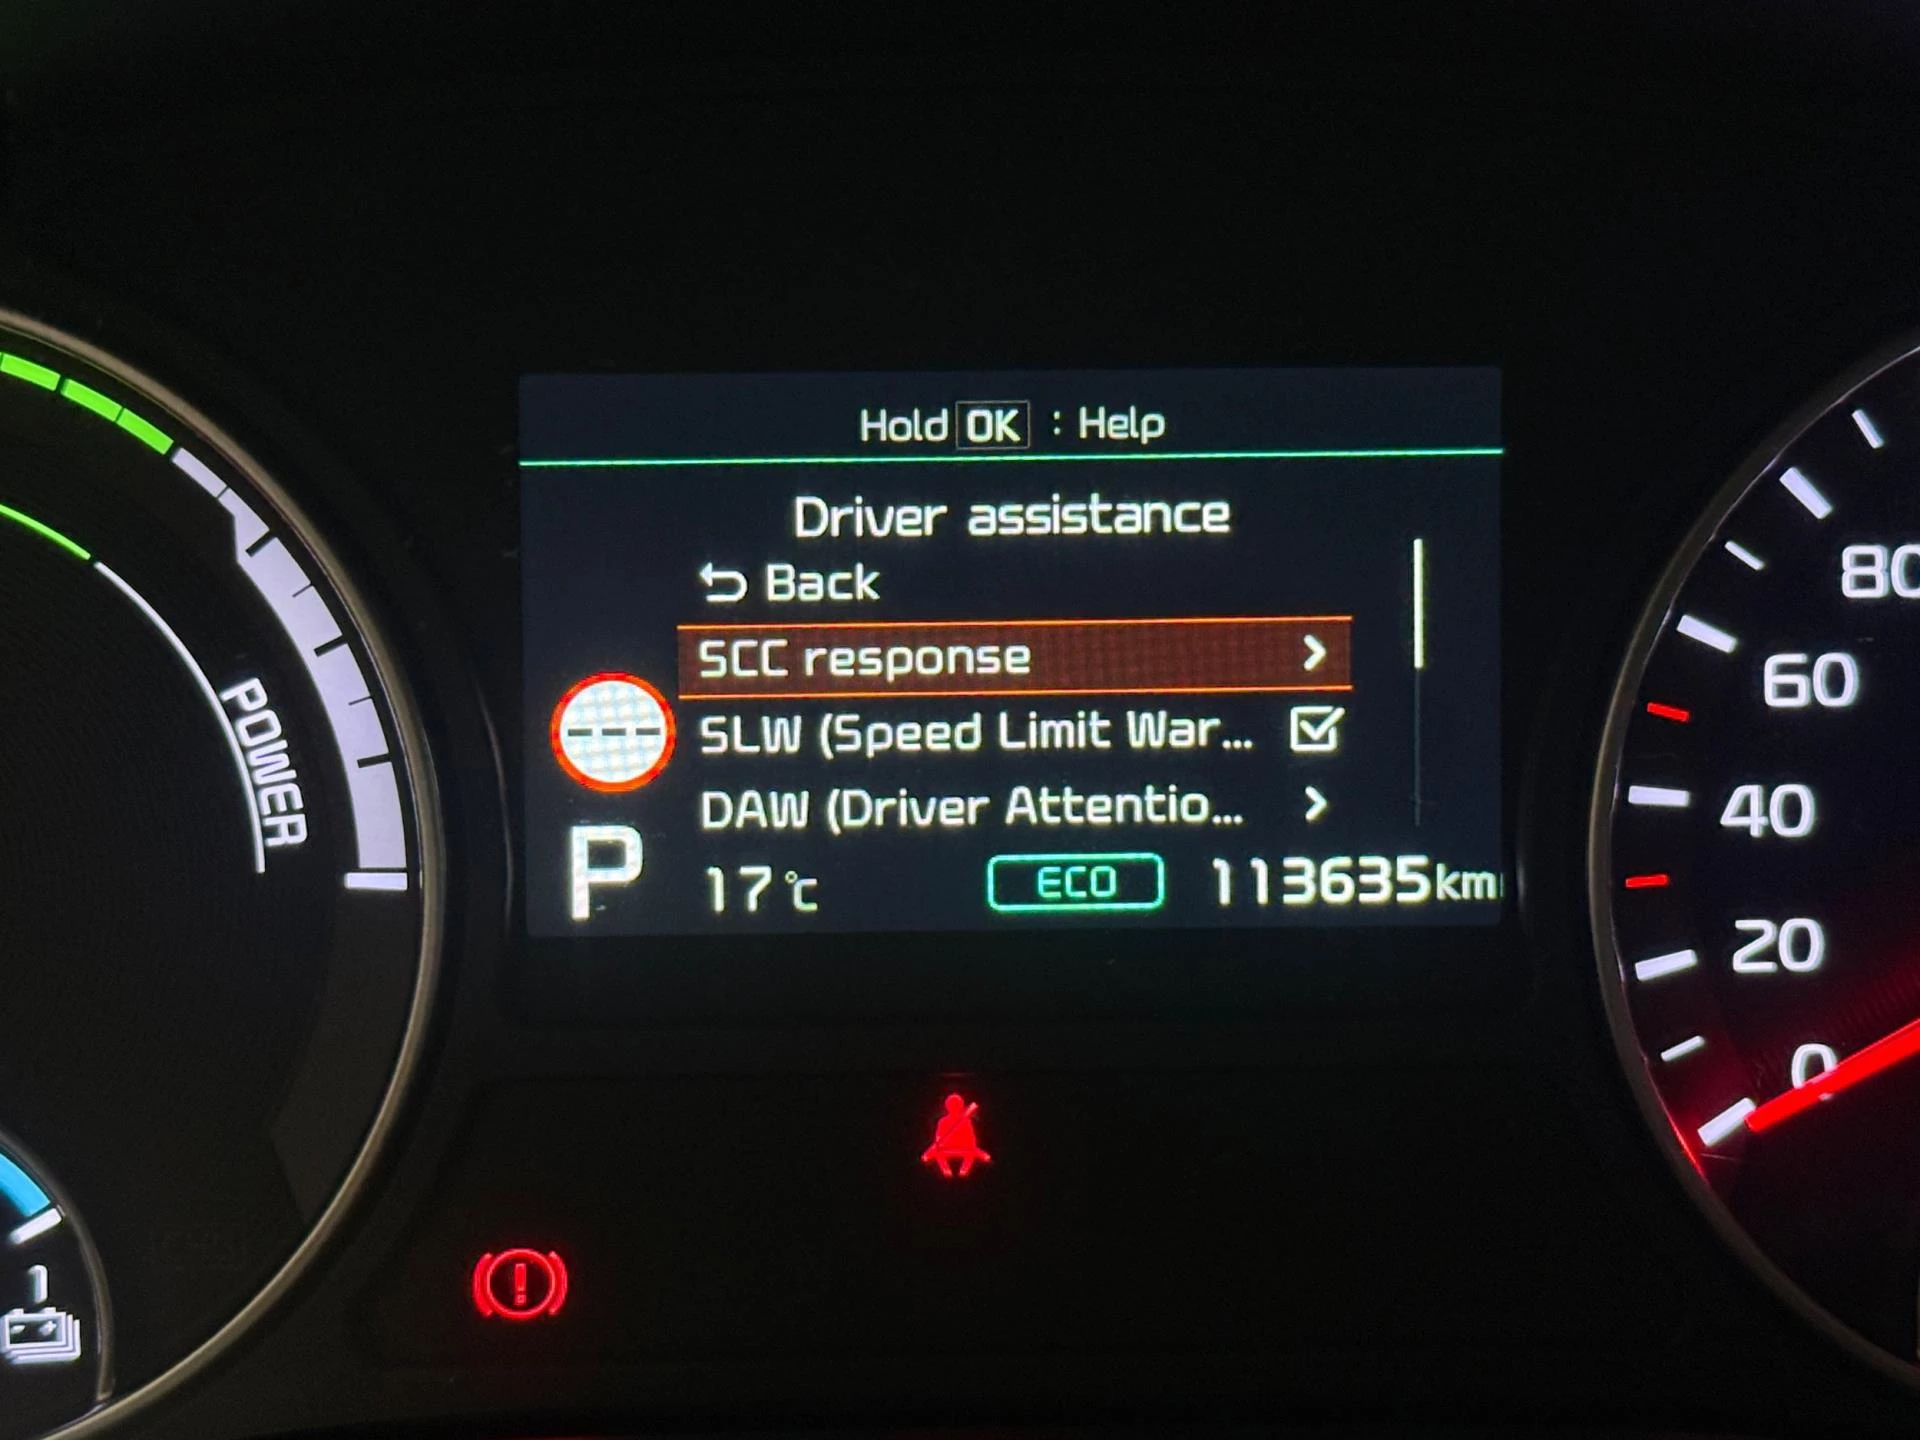 Hold OK : Help
Driver assistance
Back
SCC response
SLW (Speed Limit War...
DAW (Driver Attentio...
P
17°C
ECO
113635km
POWER
1
80
60
40
20
0